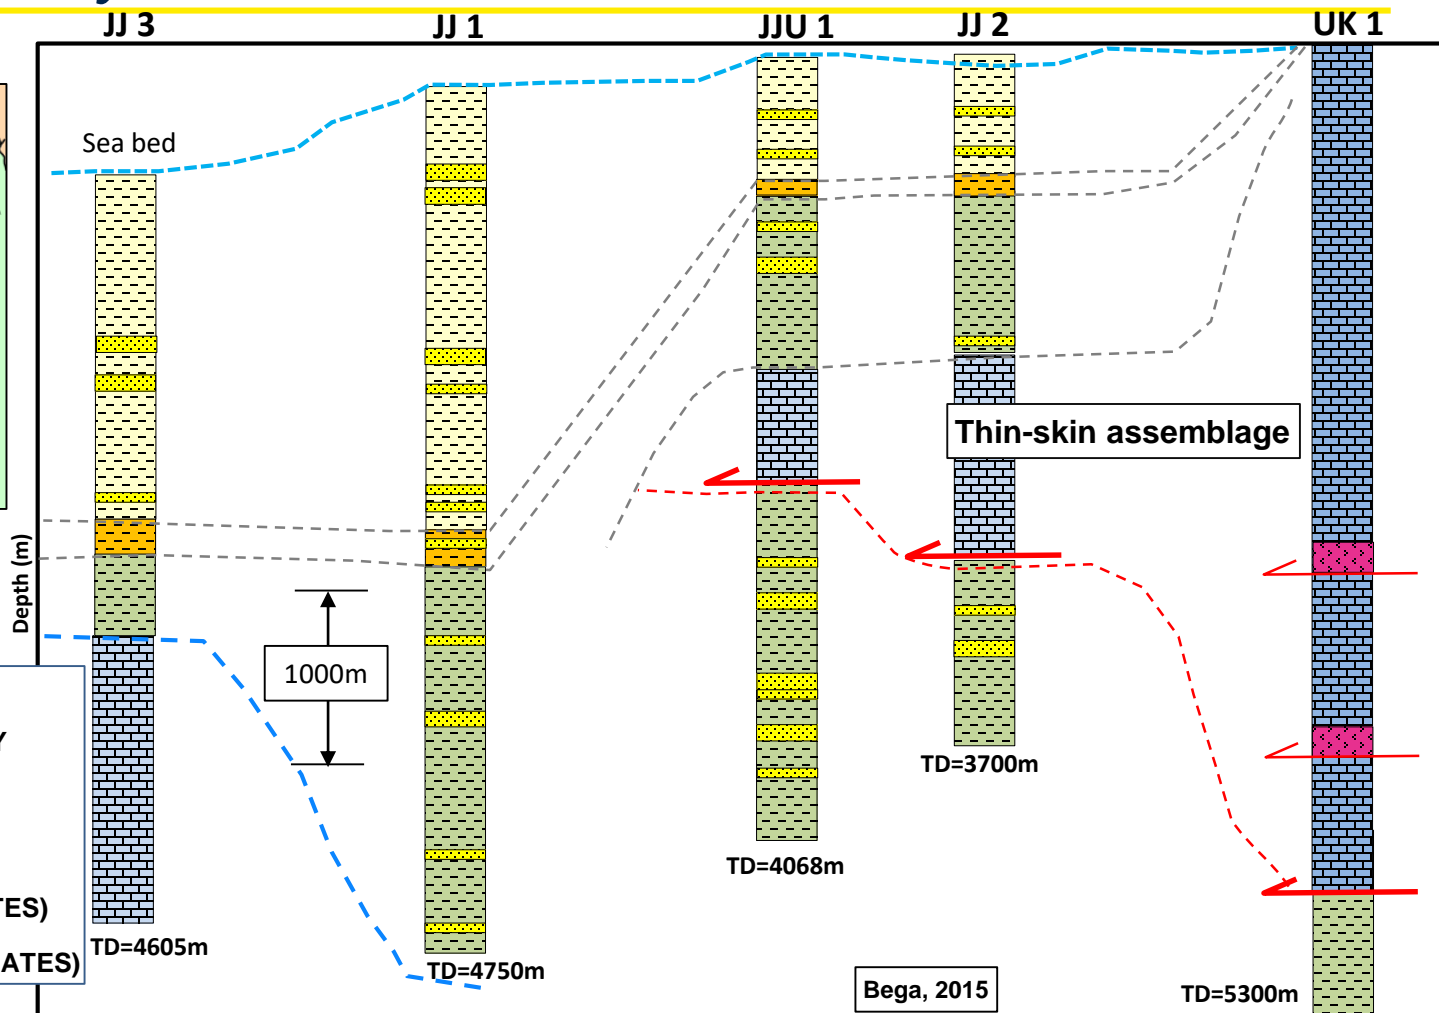 JJ 3 JJ 1 JJU 1 JJ 2 UK 1
Sea bed
Thin-skin assemblage
Depth (m)
1000m
Y
TES)
ATES)
TD=4605m
TD=4750m
TD=4068m
TD=3700m
TD=5300m
Bega, 2015